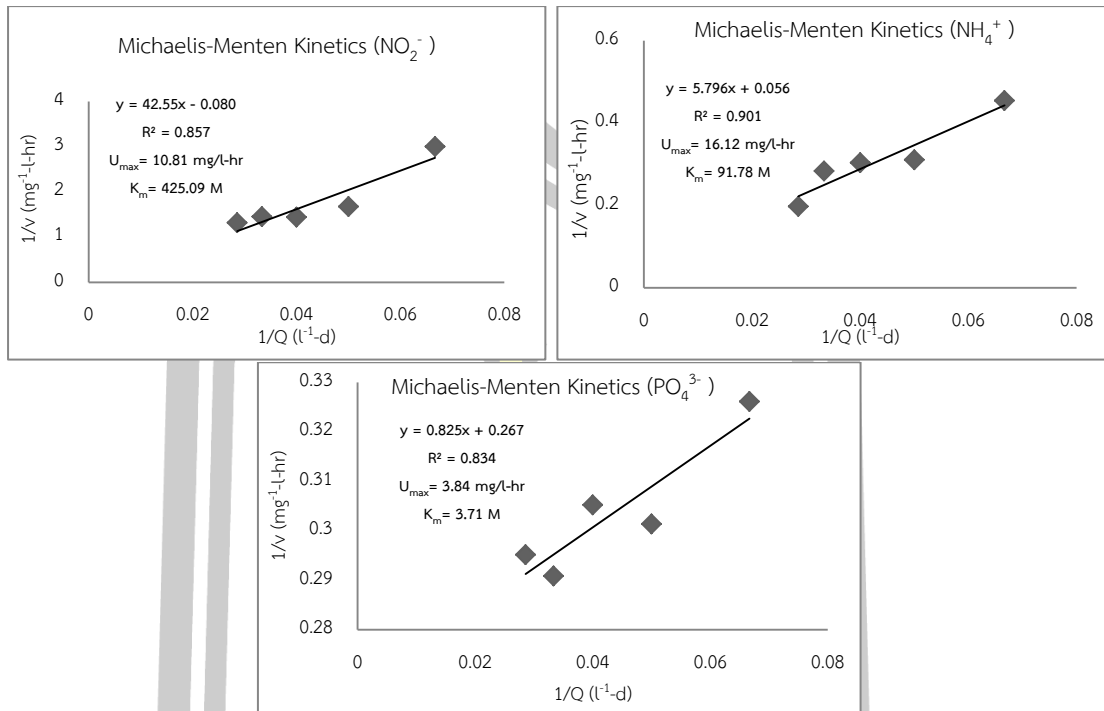 Michaelis-Menten Kinetics (NO₂⁻)
y = 42.55x - 0.080
R² = 0.857
Uₘₐₓ= 10.81 mg/l-hr
Kₘ= 425.09 M
1/v (mg⁻¹-l-hr)
4
3
2
1
0
0 0.02 0.04 0.06 0.08
1/Q (l⁻¹-d)
Michaelis-Menten Kinetics (NH₄⁺)
y = 5.796x + 0.056
R² = 0.901
Uₘₐₓ= 16.12 mg/l-hr
Kₘ= 91.78 M
1/v (mg⁻¹-l-hr)
0.6
0.4
0.2
0
0 0.02 0.04 0.06 0.08
1/Q (l⁻¹-d)
Michaelis-Menten Kinetics (PO₄³⁻)
y = 0.825x + 0.267
R² = 0.834
Uₘₐₓ= 3.84 mg/l-hr
Kₘ= 3.71 M
1/v (mg⁻¹-l-hr)
0.33
0.32
0.31
0.3
0.29
0.28
0 0.02 0.04 0.06 0.08
1/Q (l⁻¹-d)